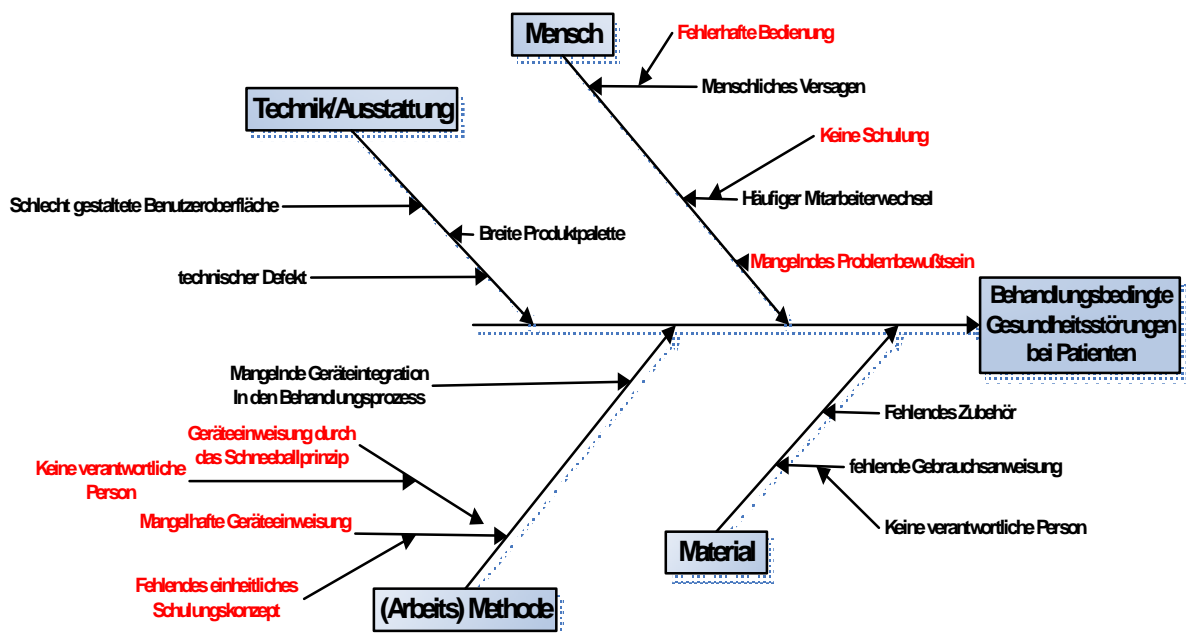 Mensch
Fehlerhafte Bedienung
Menschliches Versagen
Technik/Ausstattung
Keine Schulung
Schlecht gestaltete Benutzeroberfläche
Häufiger Mitarbeiterwechsel
Breite Produktpalette
technischer Defekt
Mangelndes Problembewußtsein
Behandlungsbedingte
Gesundheitsstörungen
bei Patienten
Mangelnde Geräteintegration
In den Behandlungsprozess
Fehlendes Zubehör
Geräteeinweisung durch
das Schneeballprinzip
Keine verantwortliche
Person
fehlende Gebrauchsanweisung
Mangelhafte Geräteeinweisung
Keine verantwortliche Person
Material
Fehlendes einheitliches
Schulungskonzept
(Arbeits) Methode